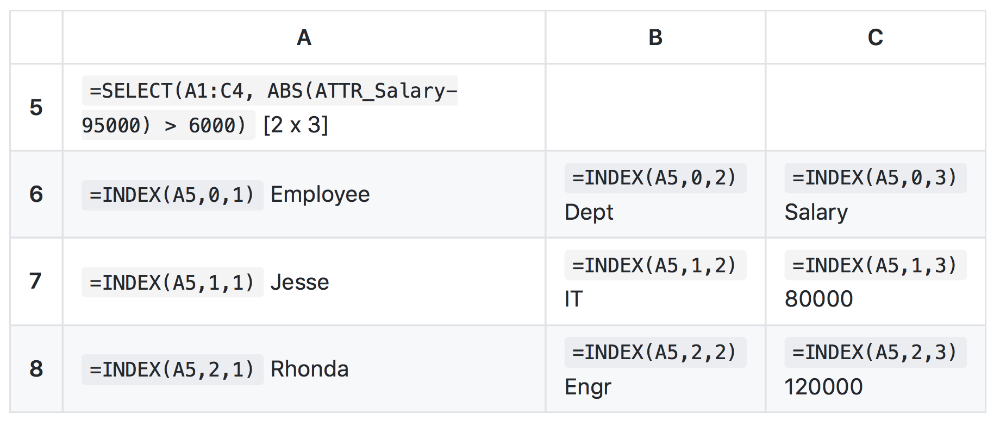 A B C
5 =SELECT(A1:C4, ABS(ATTR_Salary-
95000) > 6000) [2 x 3]
6 =INDEX(A5,0,1) Employee
=INDEX(A5,0,2)
Dept
=INDEX(A5,0,3)
Salary
7 =INDEX(A5,1,1) Jesse
=INDEX(A5,1,2)
IT
=INDEX(A5,1,3)
80000
8 =INDEX(A5,2,1) Rhonda
=INDEX(A5,2,2)
Engr
=INDEX(A5,2,3)
120000